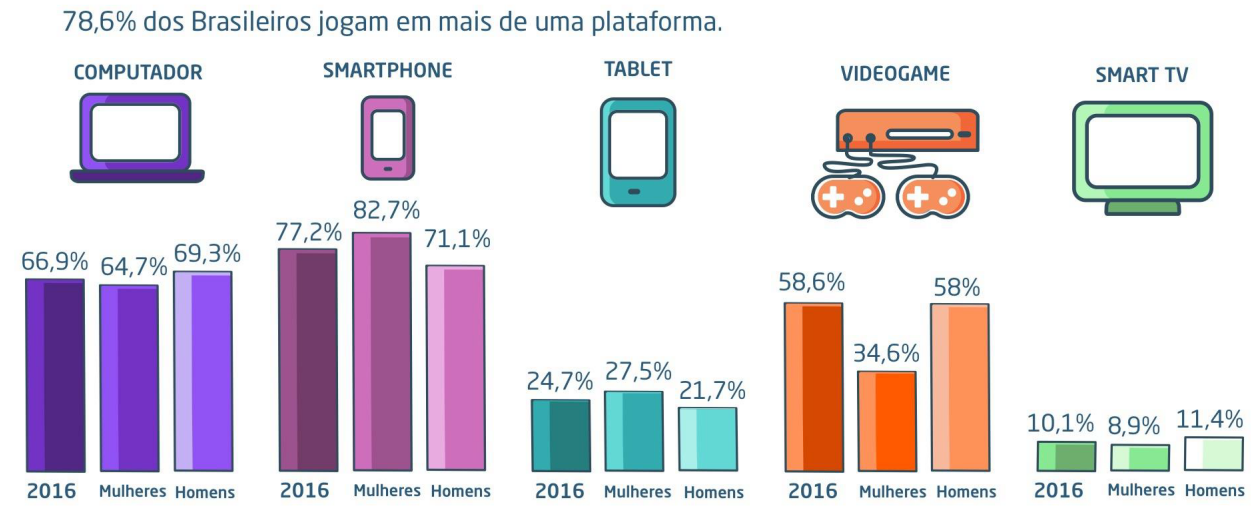 78,6% dos Brasileiros jogam em mais de uma plataforma.
COMPUTADOR
66,9% 64,7% 69,3%
2016 Mulheres Homens
SMARTPHONE
77,2% 82,7% 71,1%
2016 Mulheres Homens
TABLET
24,7% 27,5% 21,7%
2016 Mulheres Homens
VIDEOGAME
58,6% 34,6% 58%
2016 Mulheres Homens
SMART TV
10,1% 8,9% 11,4%
2016 Mulheres Homens